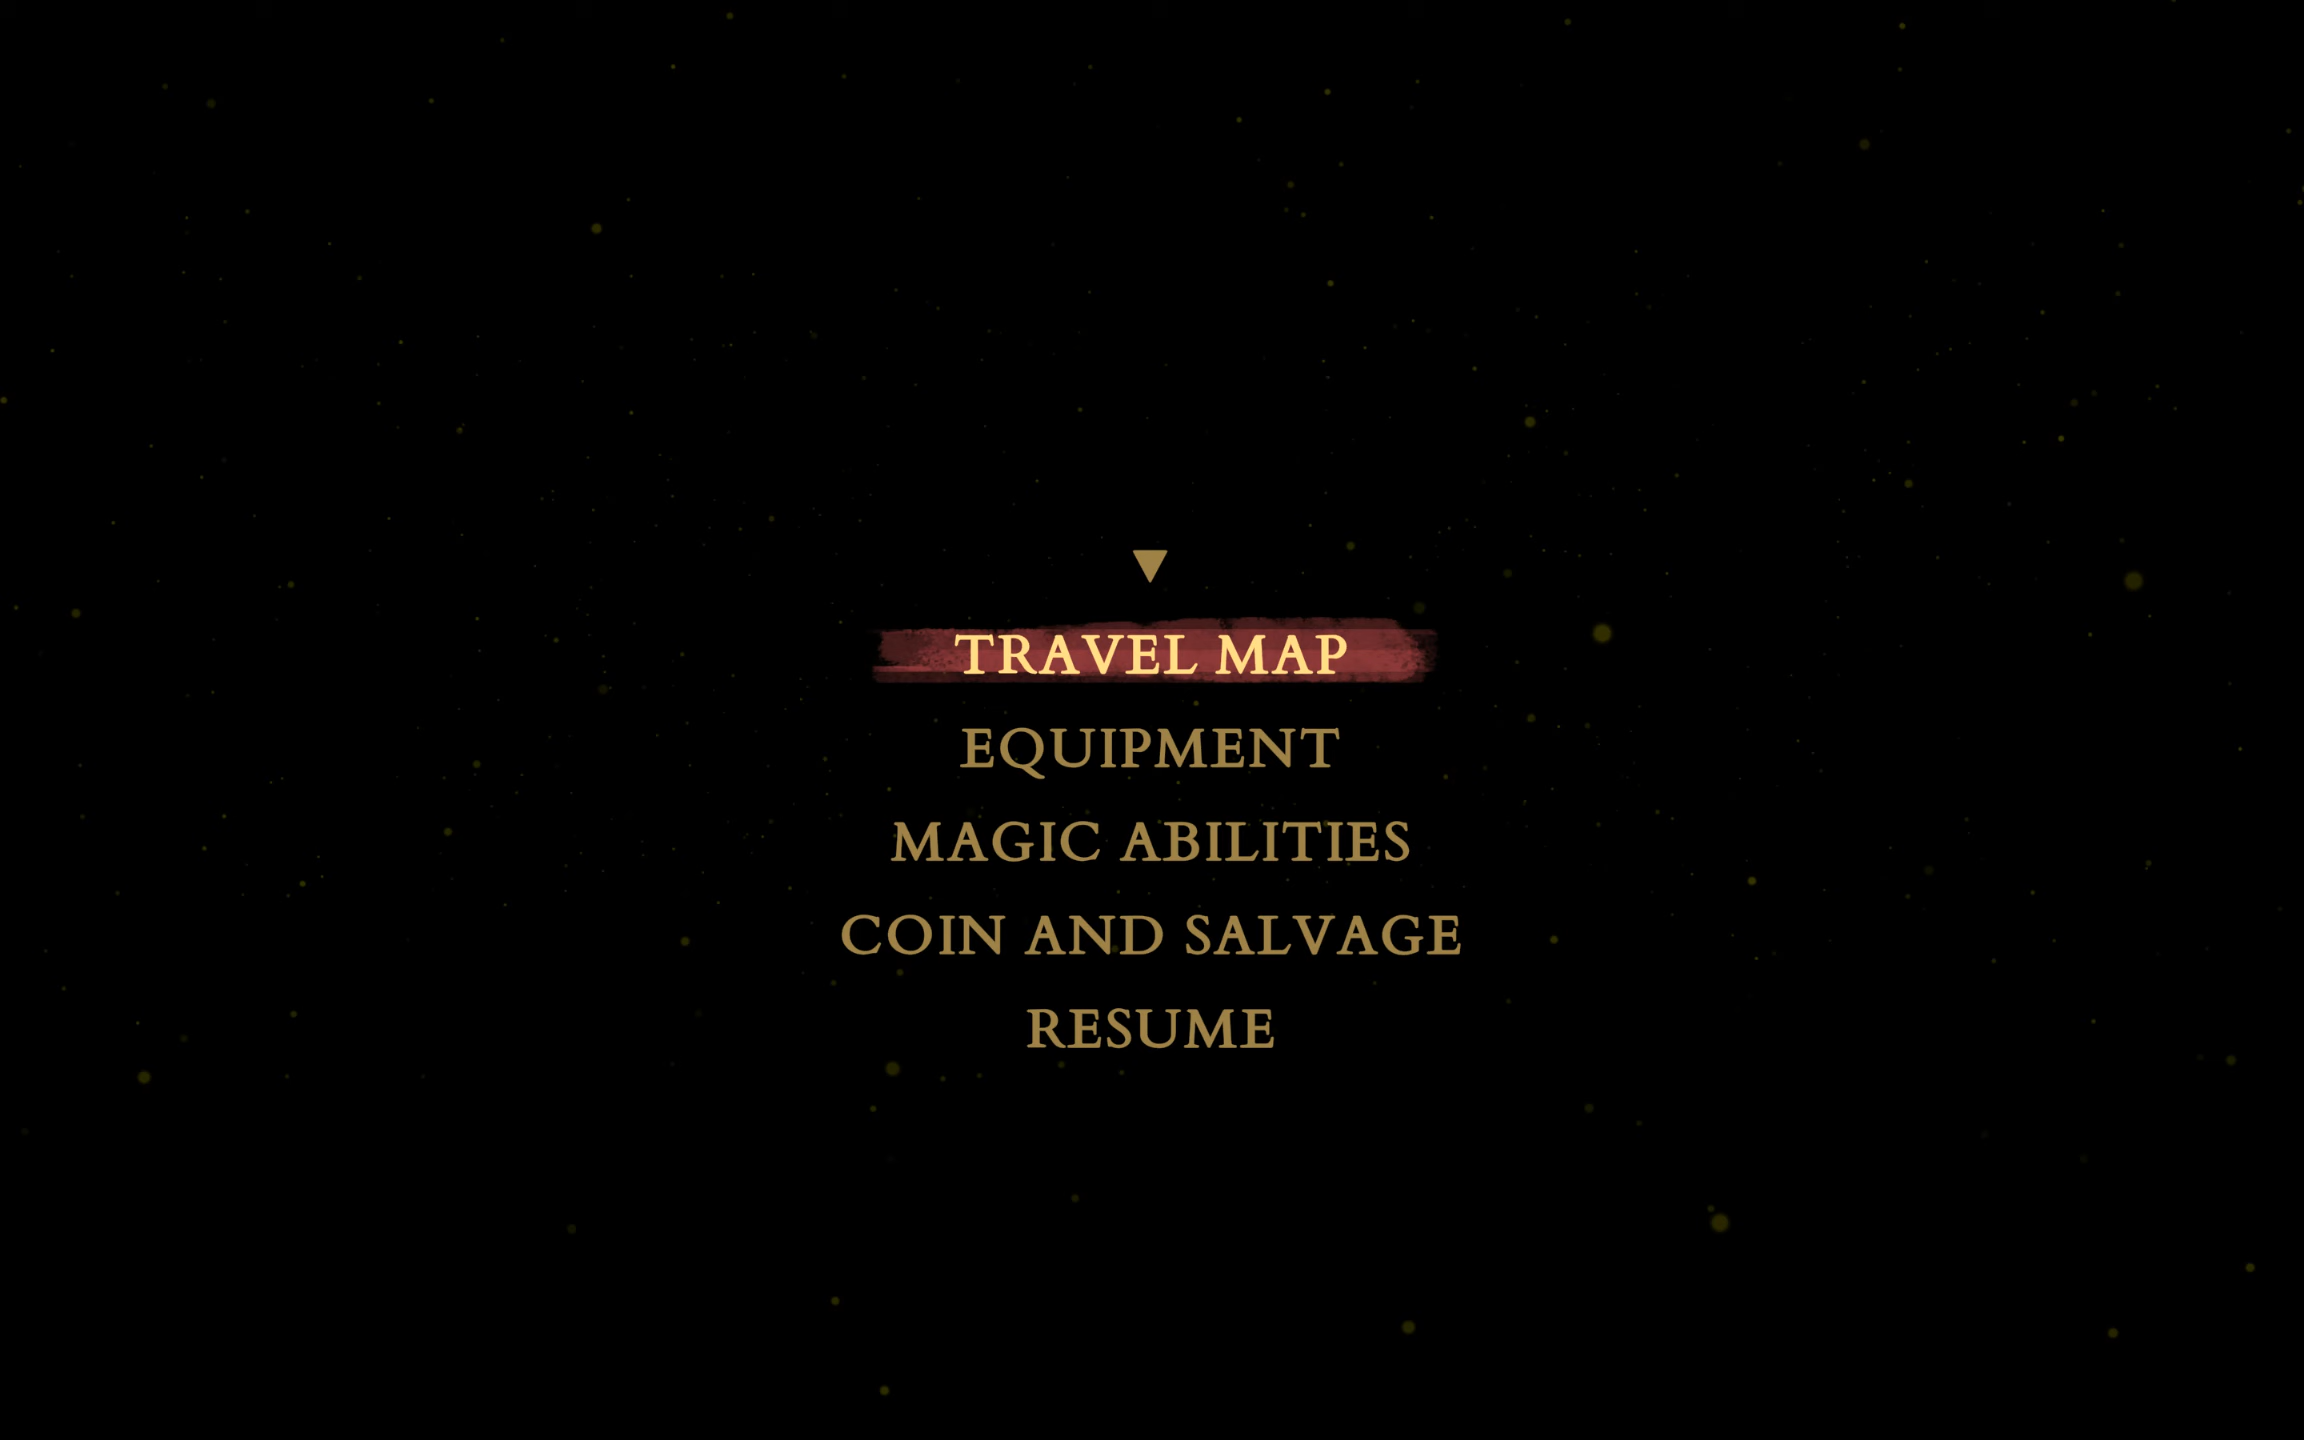 TRAVEL MAP
EQUIPMENT
MAGIC ABILITIES
COIN AND SALVAGE
RESUME